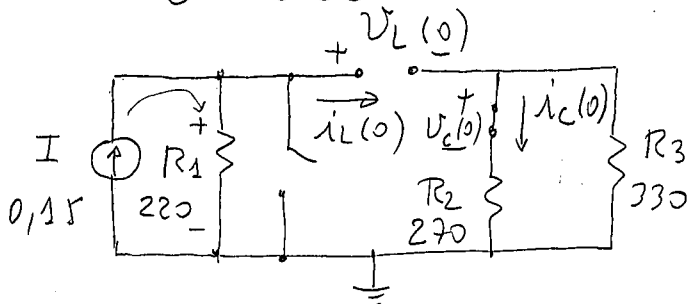 + v_L (0)
I
0,15
+
R1
220
-
i_L(0)
+
v_c(0)
i_c(0)
R2
270
R3
330